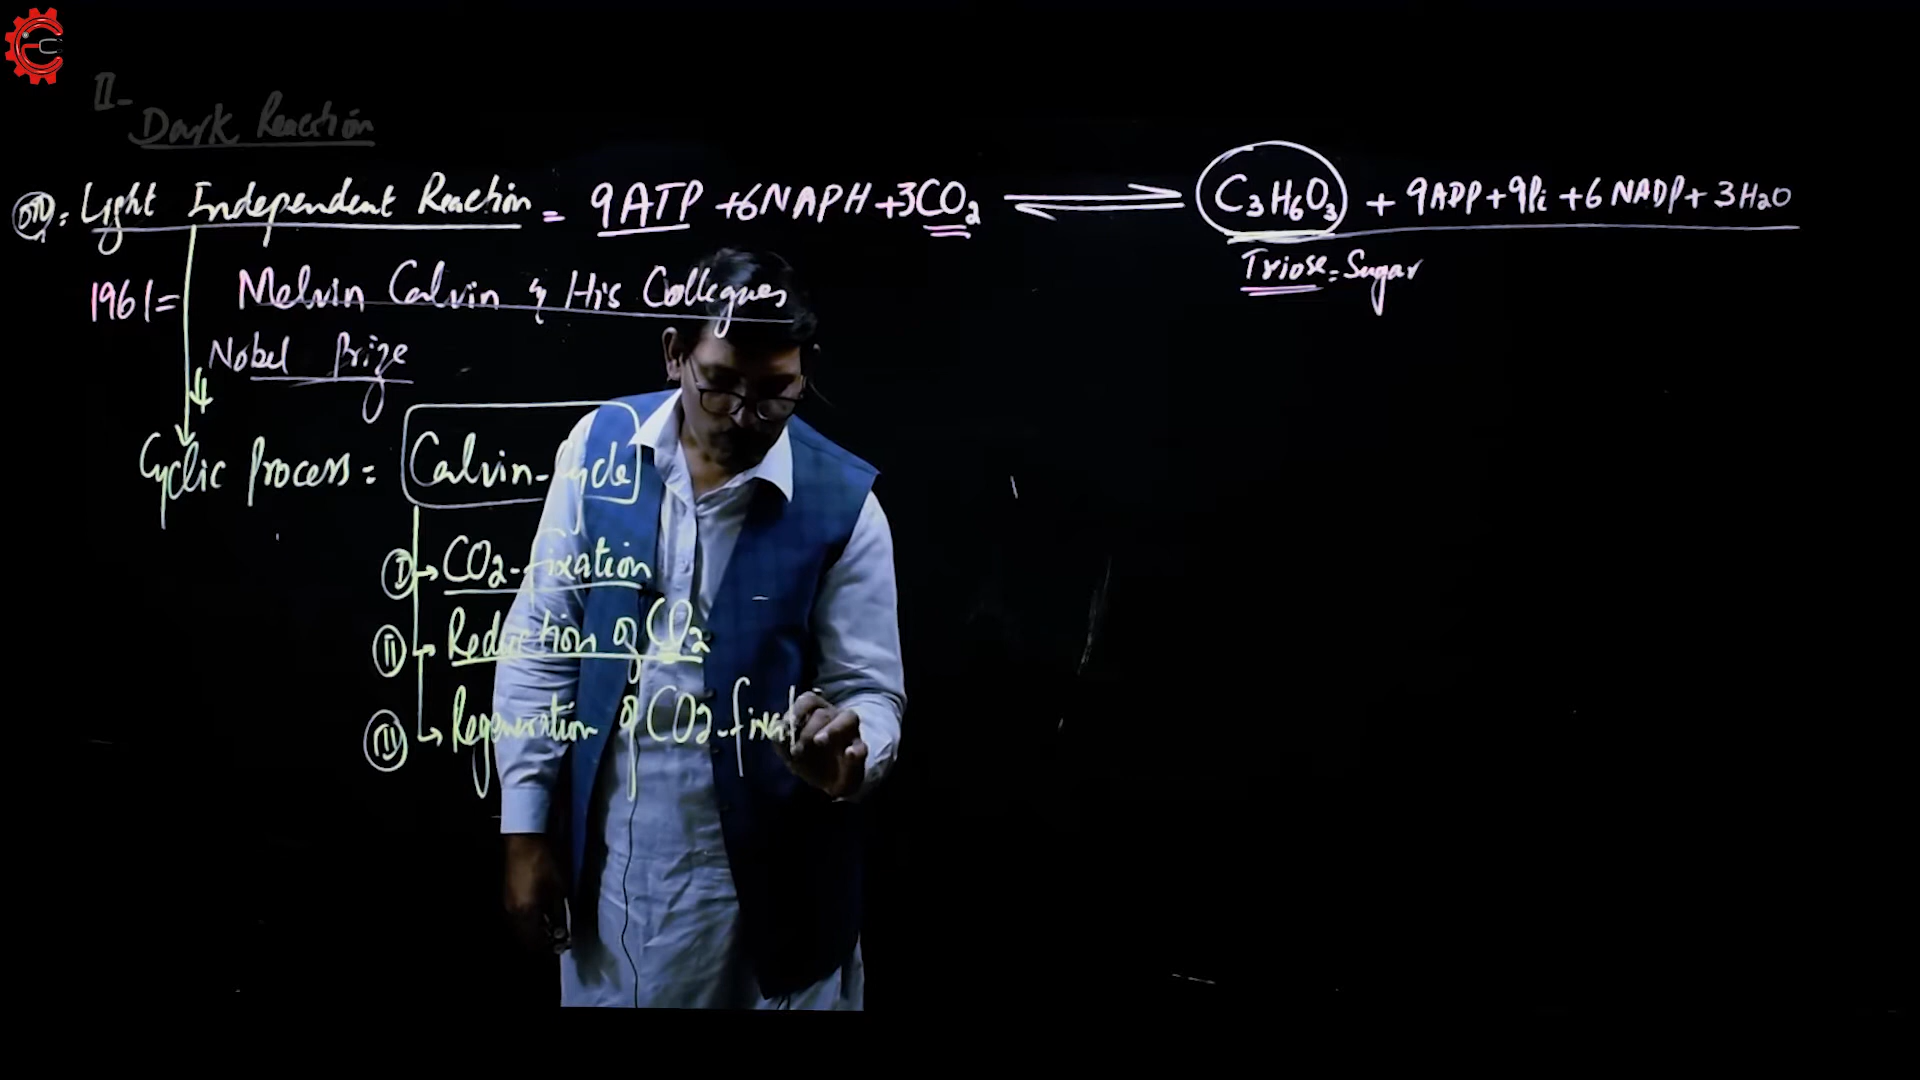 II-
Dark Reaction
Light Independent Reaction = 9ATP +6NAPH+3CO2 ⇌ C3H6O3 + 9ADP+9Pi +6NADP+3H2O
Triose=Sugar
1961= Melvin Calvin & His Collegues
Nobel Prize
Cyclic Process= Calvin-Cycle
I → CO2-fixation
II → Reduction of CO2
III → Regeneration of CO2-fixat